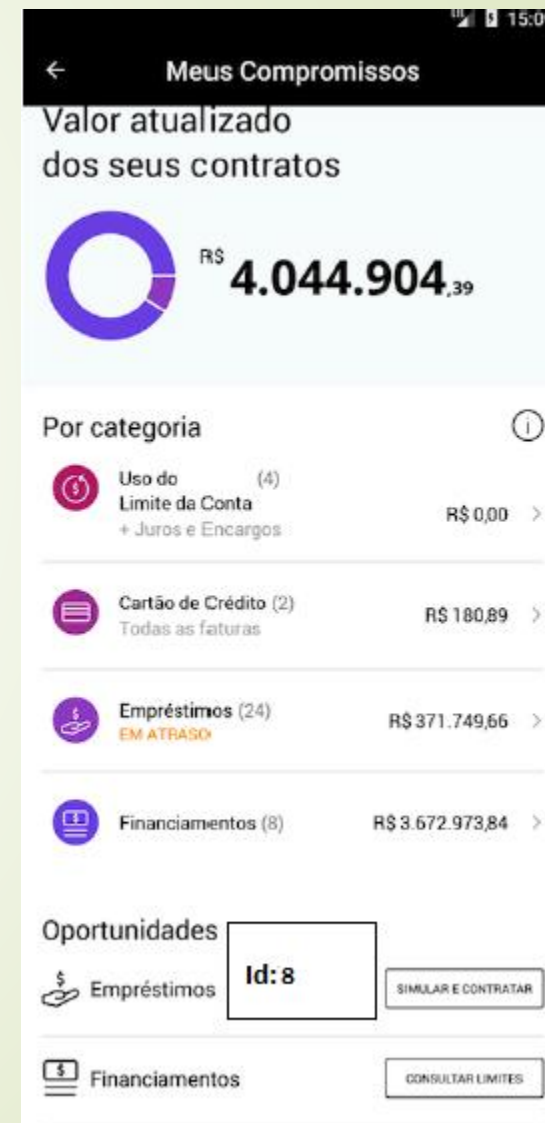 15:0
Meus Compromissos
Valor atualizado
dos seus contratos
R$ 4.044.904,39
Por categoria
Uso do (4)
Limite da Conta
+ Juros e Encargos
R$ 0,00
Cartão de Crédito (2)
Todas as faturas
R$ 180,89
Empréstimos (24)
EM ATRASO
R$ 371.749,66
Financiamentos (8)
R$ 3.672.973,84
Oportunidades
Empréstimos
Id: 8
SIMULAR E CONTRATAR
Financiamentos
CONSULTAR LIMITES